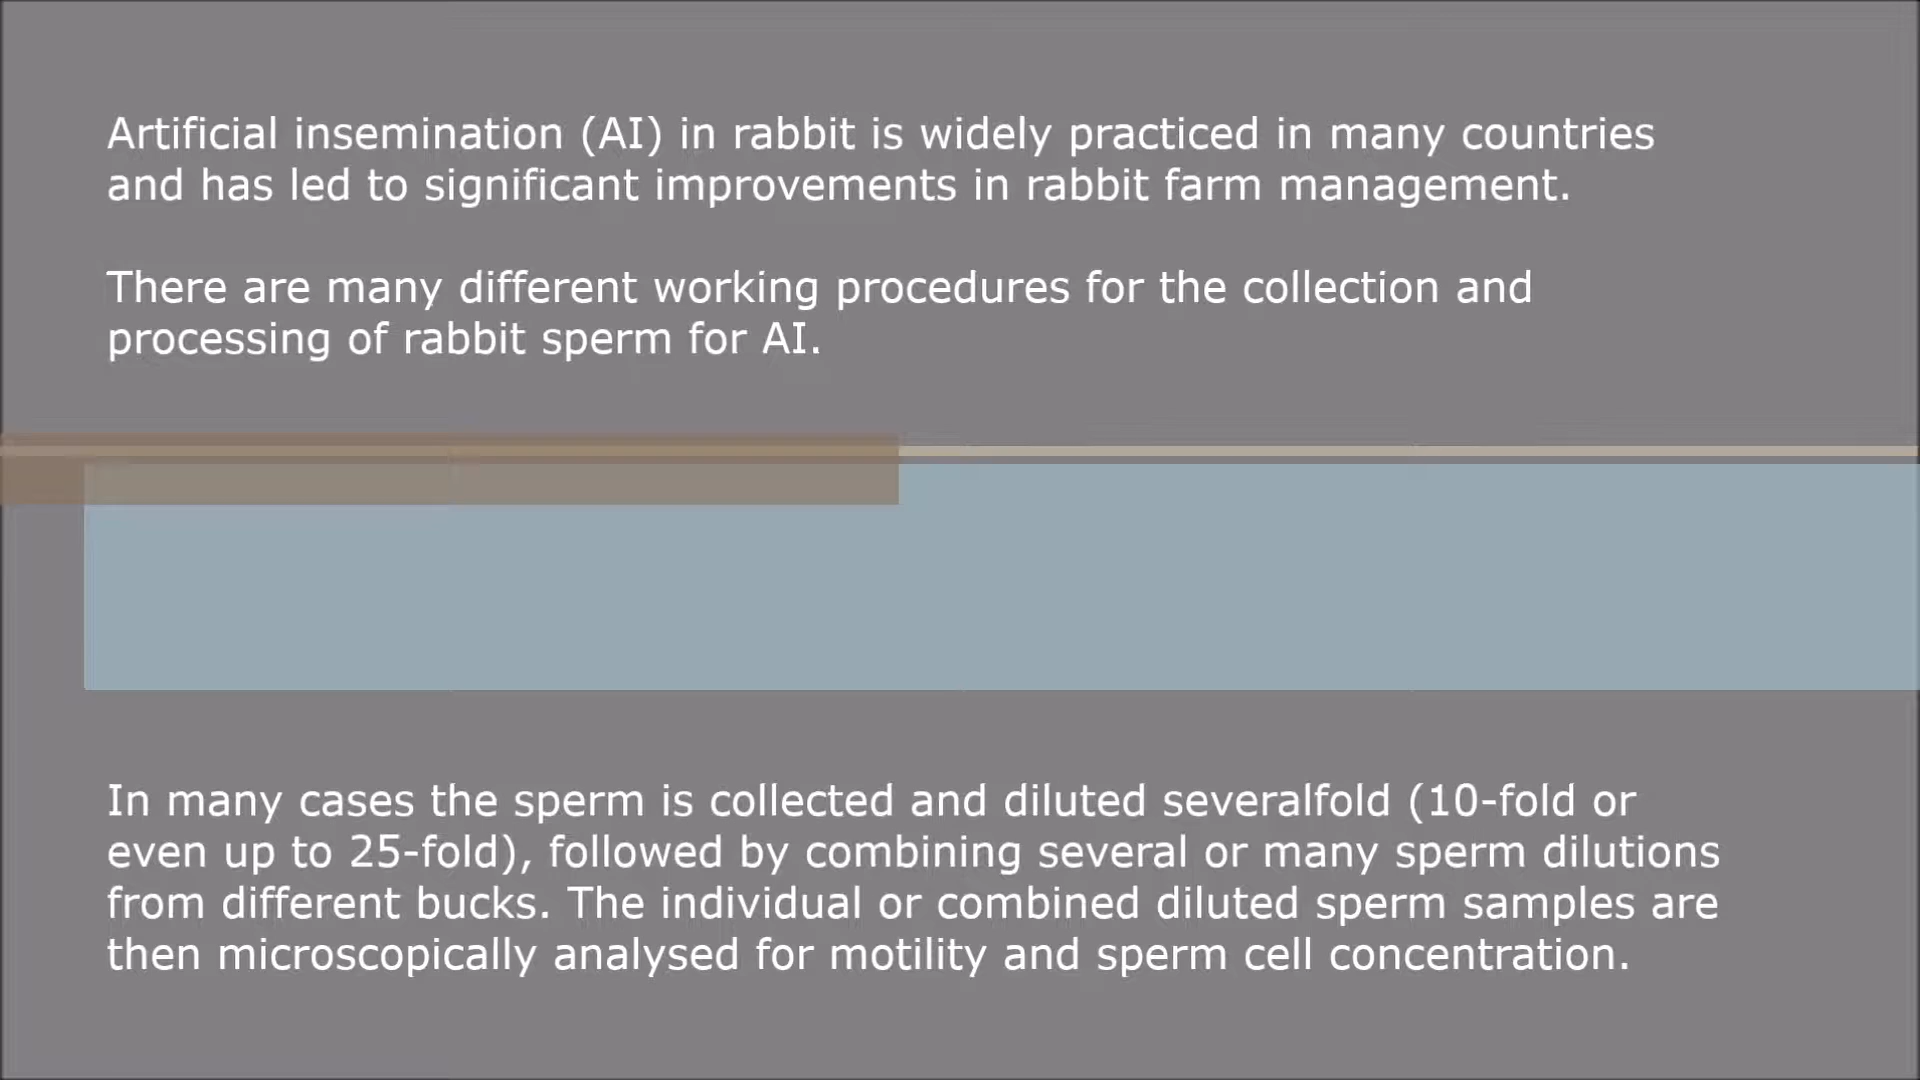 Artificial insemination (AI) in rabbit is widely practiced in many countries
and has led to significant improvements in rabbit farm management.
There are many different working procedures for the collection and
processing of rabbit sperm for AI.
In many cases the sperm is collected and diluted severalfold (10-fold or
even up to 25-fold), followed by combining several or many sperm dilutions
from different bucks. The individual or combined diluted sperm samples are
then microscopically analysed for motility and sperm cell concentration.